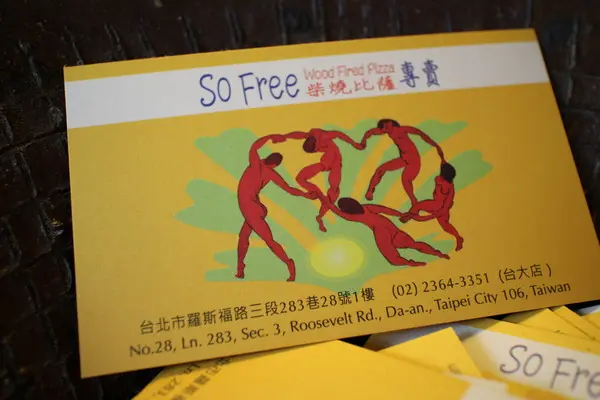 So Free Wood Fired Pizza 柴燒比薩 專賣
台北市羅斯福路三段283巷28號1樓 (02) 2364-3351 (台大店)
No.28, Ln. 283, Sec. 3, Roosevelt Rd., Da-an., Taipei City 106, Taiwan
So Free